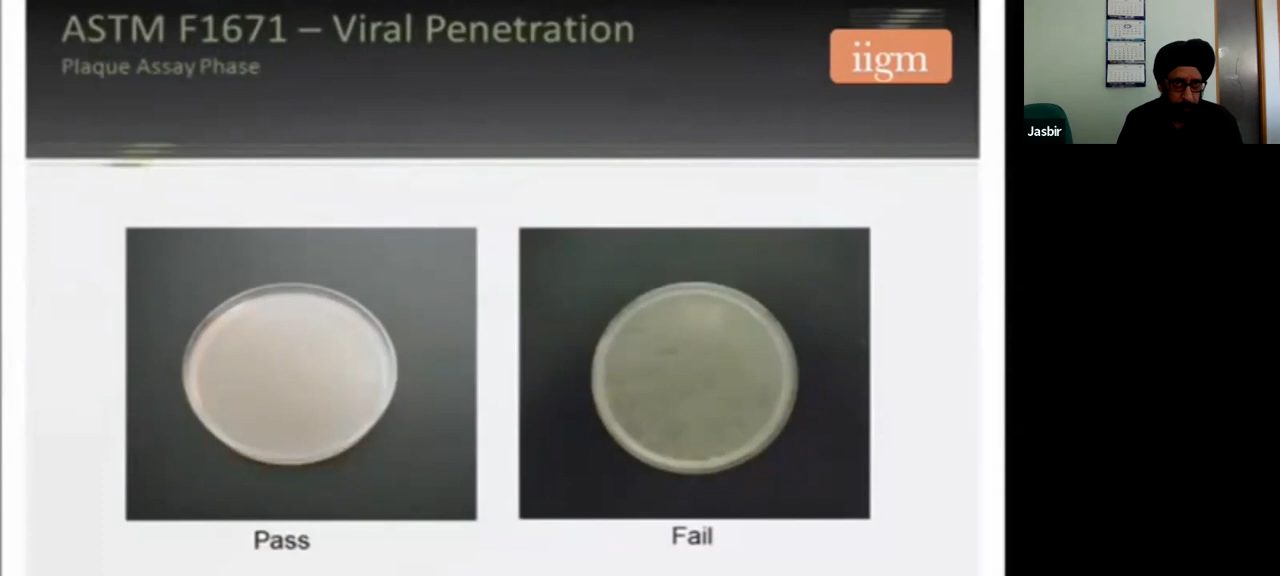 ASTM F1671 – Viral Penetration
Plaque Assay Phase
iigm
Jasbir
Pass
Fail